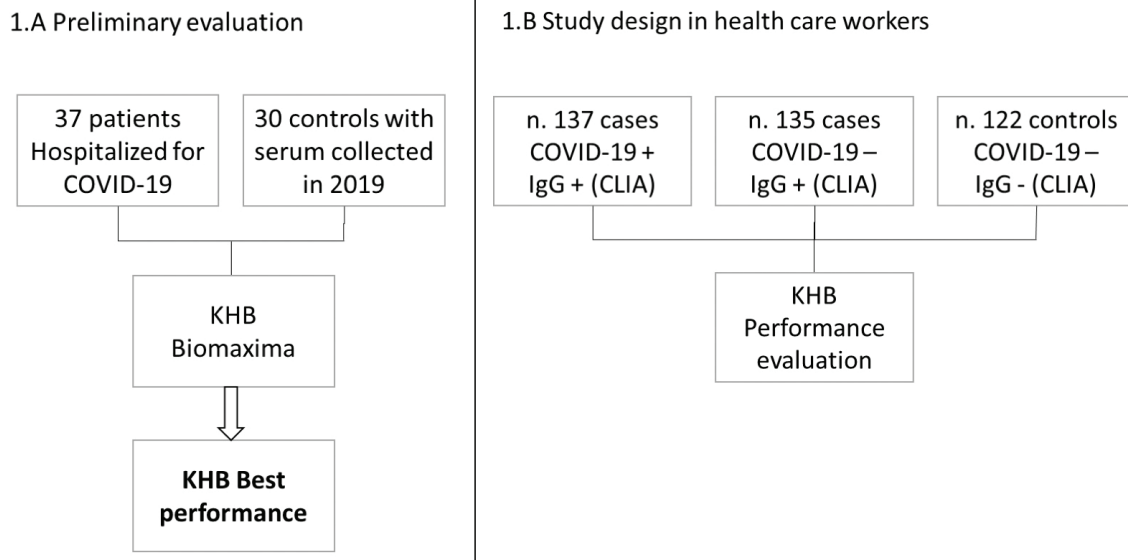 1.A Preliminary evaluation
37 patients
Hospitalized for
COVID-19
30 controls with
serum collected
in 2019
KHB
Biomaxima
KHB Best
performance
1.B Study design in health care workers
n. 137 cases
COVID-19 +
IgG + (CLIA)
n. 135 cases
COVID-19 –
IgG + (CLIA)
n. 122 controls
COVID-19 –
IgG - (CLIA)
KHB
Performance
evaluation